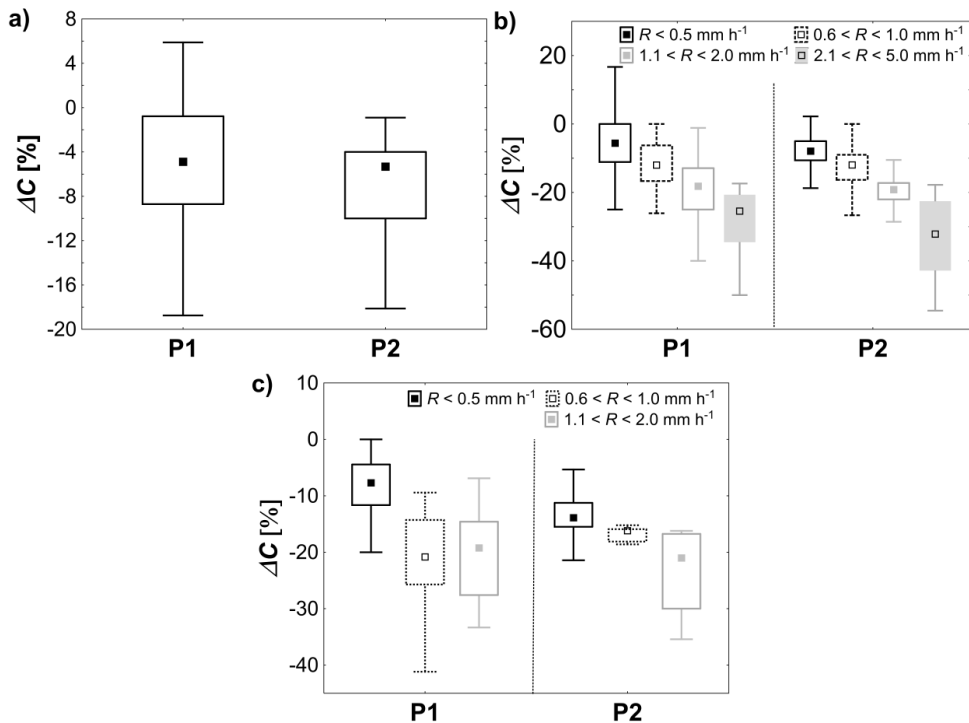 a)
8
4
0
-4
-8
-12
-16
-20
ΔC [%]
P1
P2
b)
R < 0.5 mm h⁻¹
0.6 < R < 1.0 mm h⁻¹
1.1 < R < 2.0 mm h⁻¹
2.1 < R < 5.0 mm h⁻¹
20
0
-20
-40
-60
ΔC [%]
P1
P2
c)
R < 0.5 mm h⁻¹
0.6 < R < 1.0 mm h⁻¹
1.1 < R < 2.0 mm h⁻¹
10
0
-10
-20
-30
-40
ΔC [%]
P1
P2